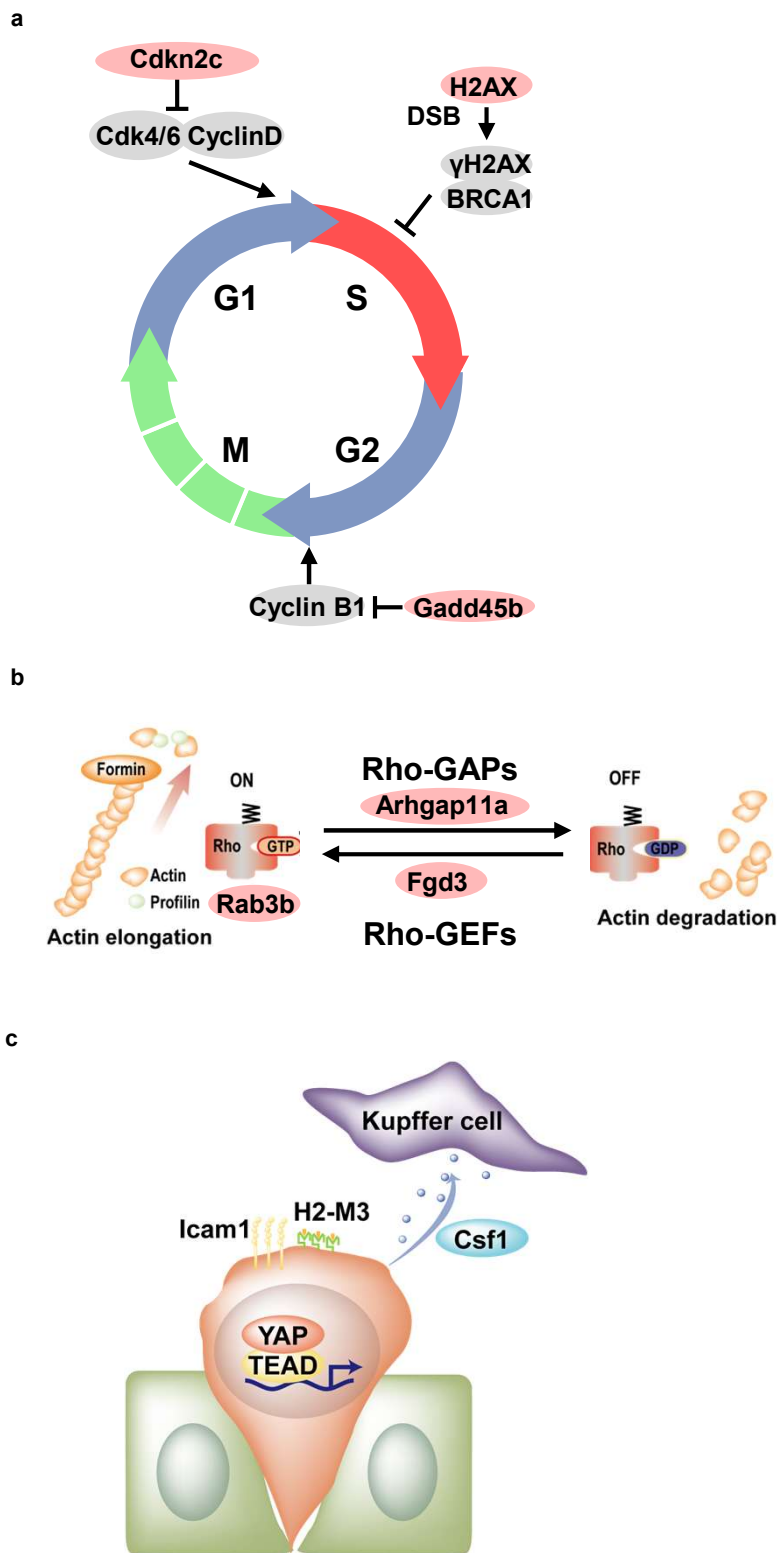 a
Cdkn2c
H2AX
DSB
Cdk4/6 CyclinD
γH2AX
BRCA1
G1
S
M
G2
Cyclin B1
Gadd45b
b
Formin
ON
Rho-GAPs
OFF
Arhgap11a
Rho
GTP
Rho
GDP
Actin
Profilin
Rab3b
Fgd3
Actin elongation
Rho-GEFs
Actin degradation
c
Kupffer cell
H2-M3
Icam1
Csf1
YAP
TEAD